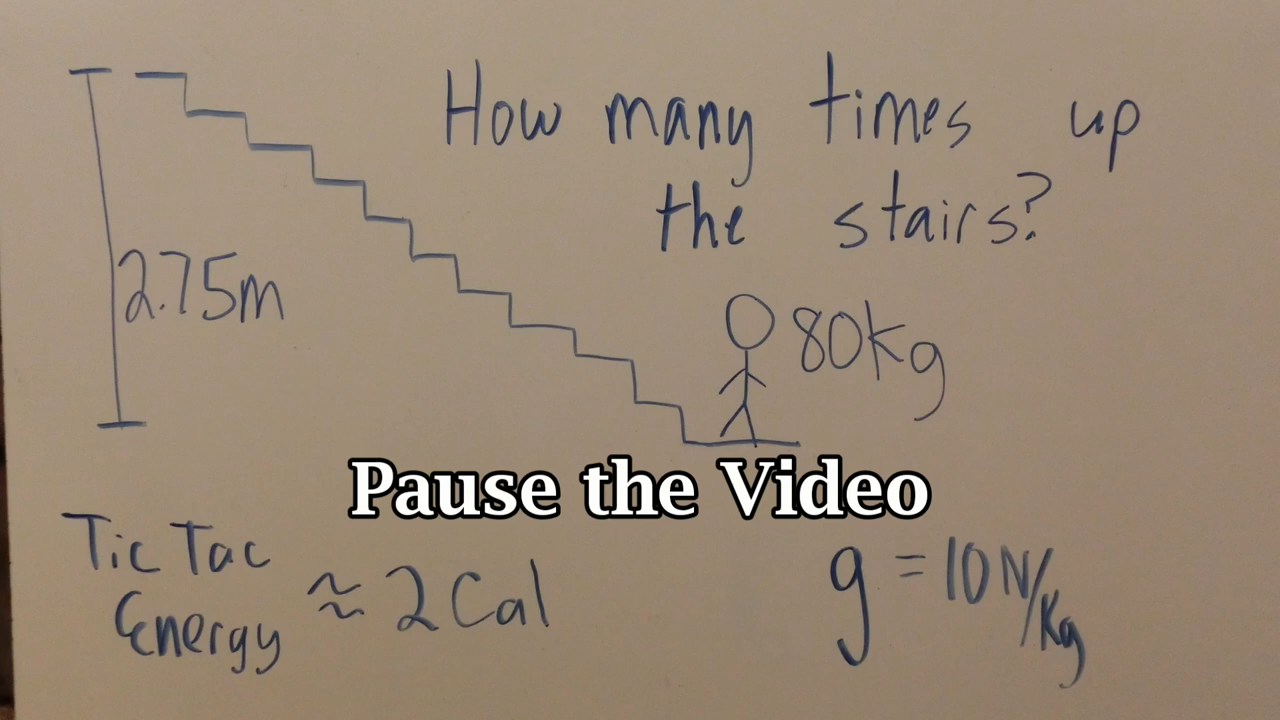 How many times up
the stairs?
2.75m
80kg
Pause the Video
Tic Tac
Energy ≈ 2 Cal
g = 10 N/kg